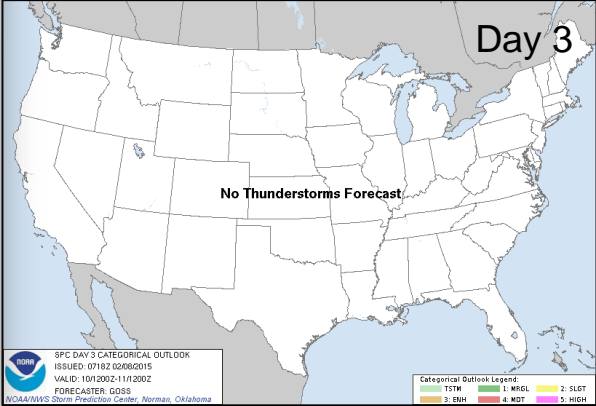 Day 3
No Thunderstorms Forecast
NOAA
SPC DAY 3 CATEGORICAL OUTLOOK
ISSUED: 0718Z 02/08/2015
VALID: 10/1200Z-11/1200Z
FORECASTER: GOSS
NOAA/NWS Storm Prediction Center, Norman, Oklahoma
Categorical Outlook Legend:
TSTM 1: MRGL 2: SLGT
3: ENH 4: MDT 5: HIGH